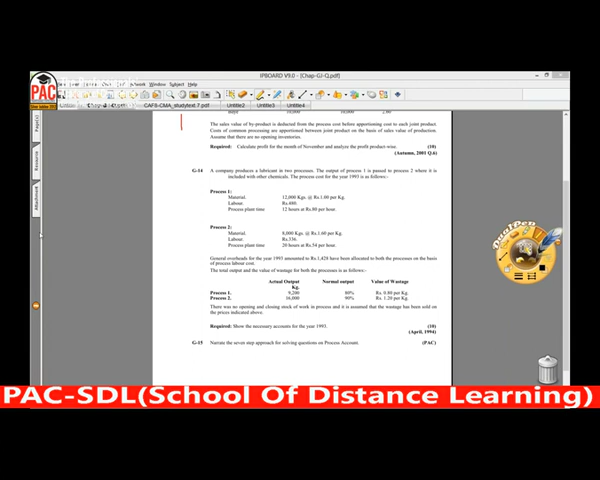 IPBOARD V9.0 - [Chap-GJ-Q.pdf]
Network Window Subject Help
CAFB-CMA_studytext.7.pdf Untitle2 Untitle3 Untitle4
PAC
The sales value of by-product is deducted from the process cost before apportioning cost to each joint product.
Costs of common processing are apportioned between joint product on the basis of sales value of production.
Assume that there are no opening inventories.
Required: Calculate profit for the month of November and analyze the profit product-wise. (10)
(Autumn, 2001 Q.6)
G-14 A company produces a lubricant in two processes. The output of process 1 is passed to process 2 where it is
included with other chemicals. The process cost for the year 1993 is as follows:-
Process 1:
Material. 12,000 Kgs. @ Rs.1.00 per Kg.
Labour Rs.480.
Process plant time 12 hours at Rs.80 per hour.
Process 2:
Material. 8,000 Kgs. @ Rs.1.60 per Kg.
Labour. Rs.336.
Process plant time: 20 hours at Rs.54 per hour.
General overheads for the year 1993 amounted to Rs.1,428 have been allocated to both the processes on the basis
of process labour cost.
The total output and the value of wastage for both the processes is as follows:-
Actual Output Normal output Value of Wastage
Kg.
Process 1. 9,200 80% Rs. 0.80 per Kg.
Process 2. 16,000 90% Rs. 1.20 per Kg.
There was no opening and closing stock of work in process and it is assumed that the wastage has been sold on
the prices indicated above.
Required: Show the necessary accounts for the year 1993. (10)
(April, 1994)
G-15 Narrate the seven step approach for solving questions on Process Account. (PAC)
DualPen
PAC-SDL(School Of Distance Learning)